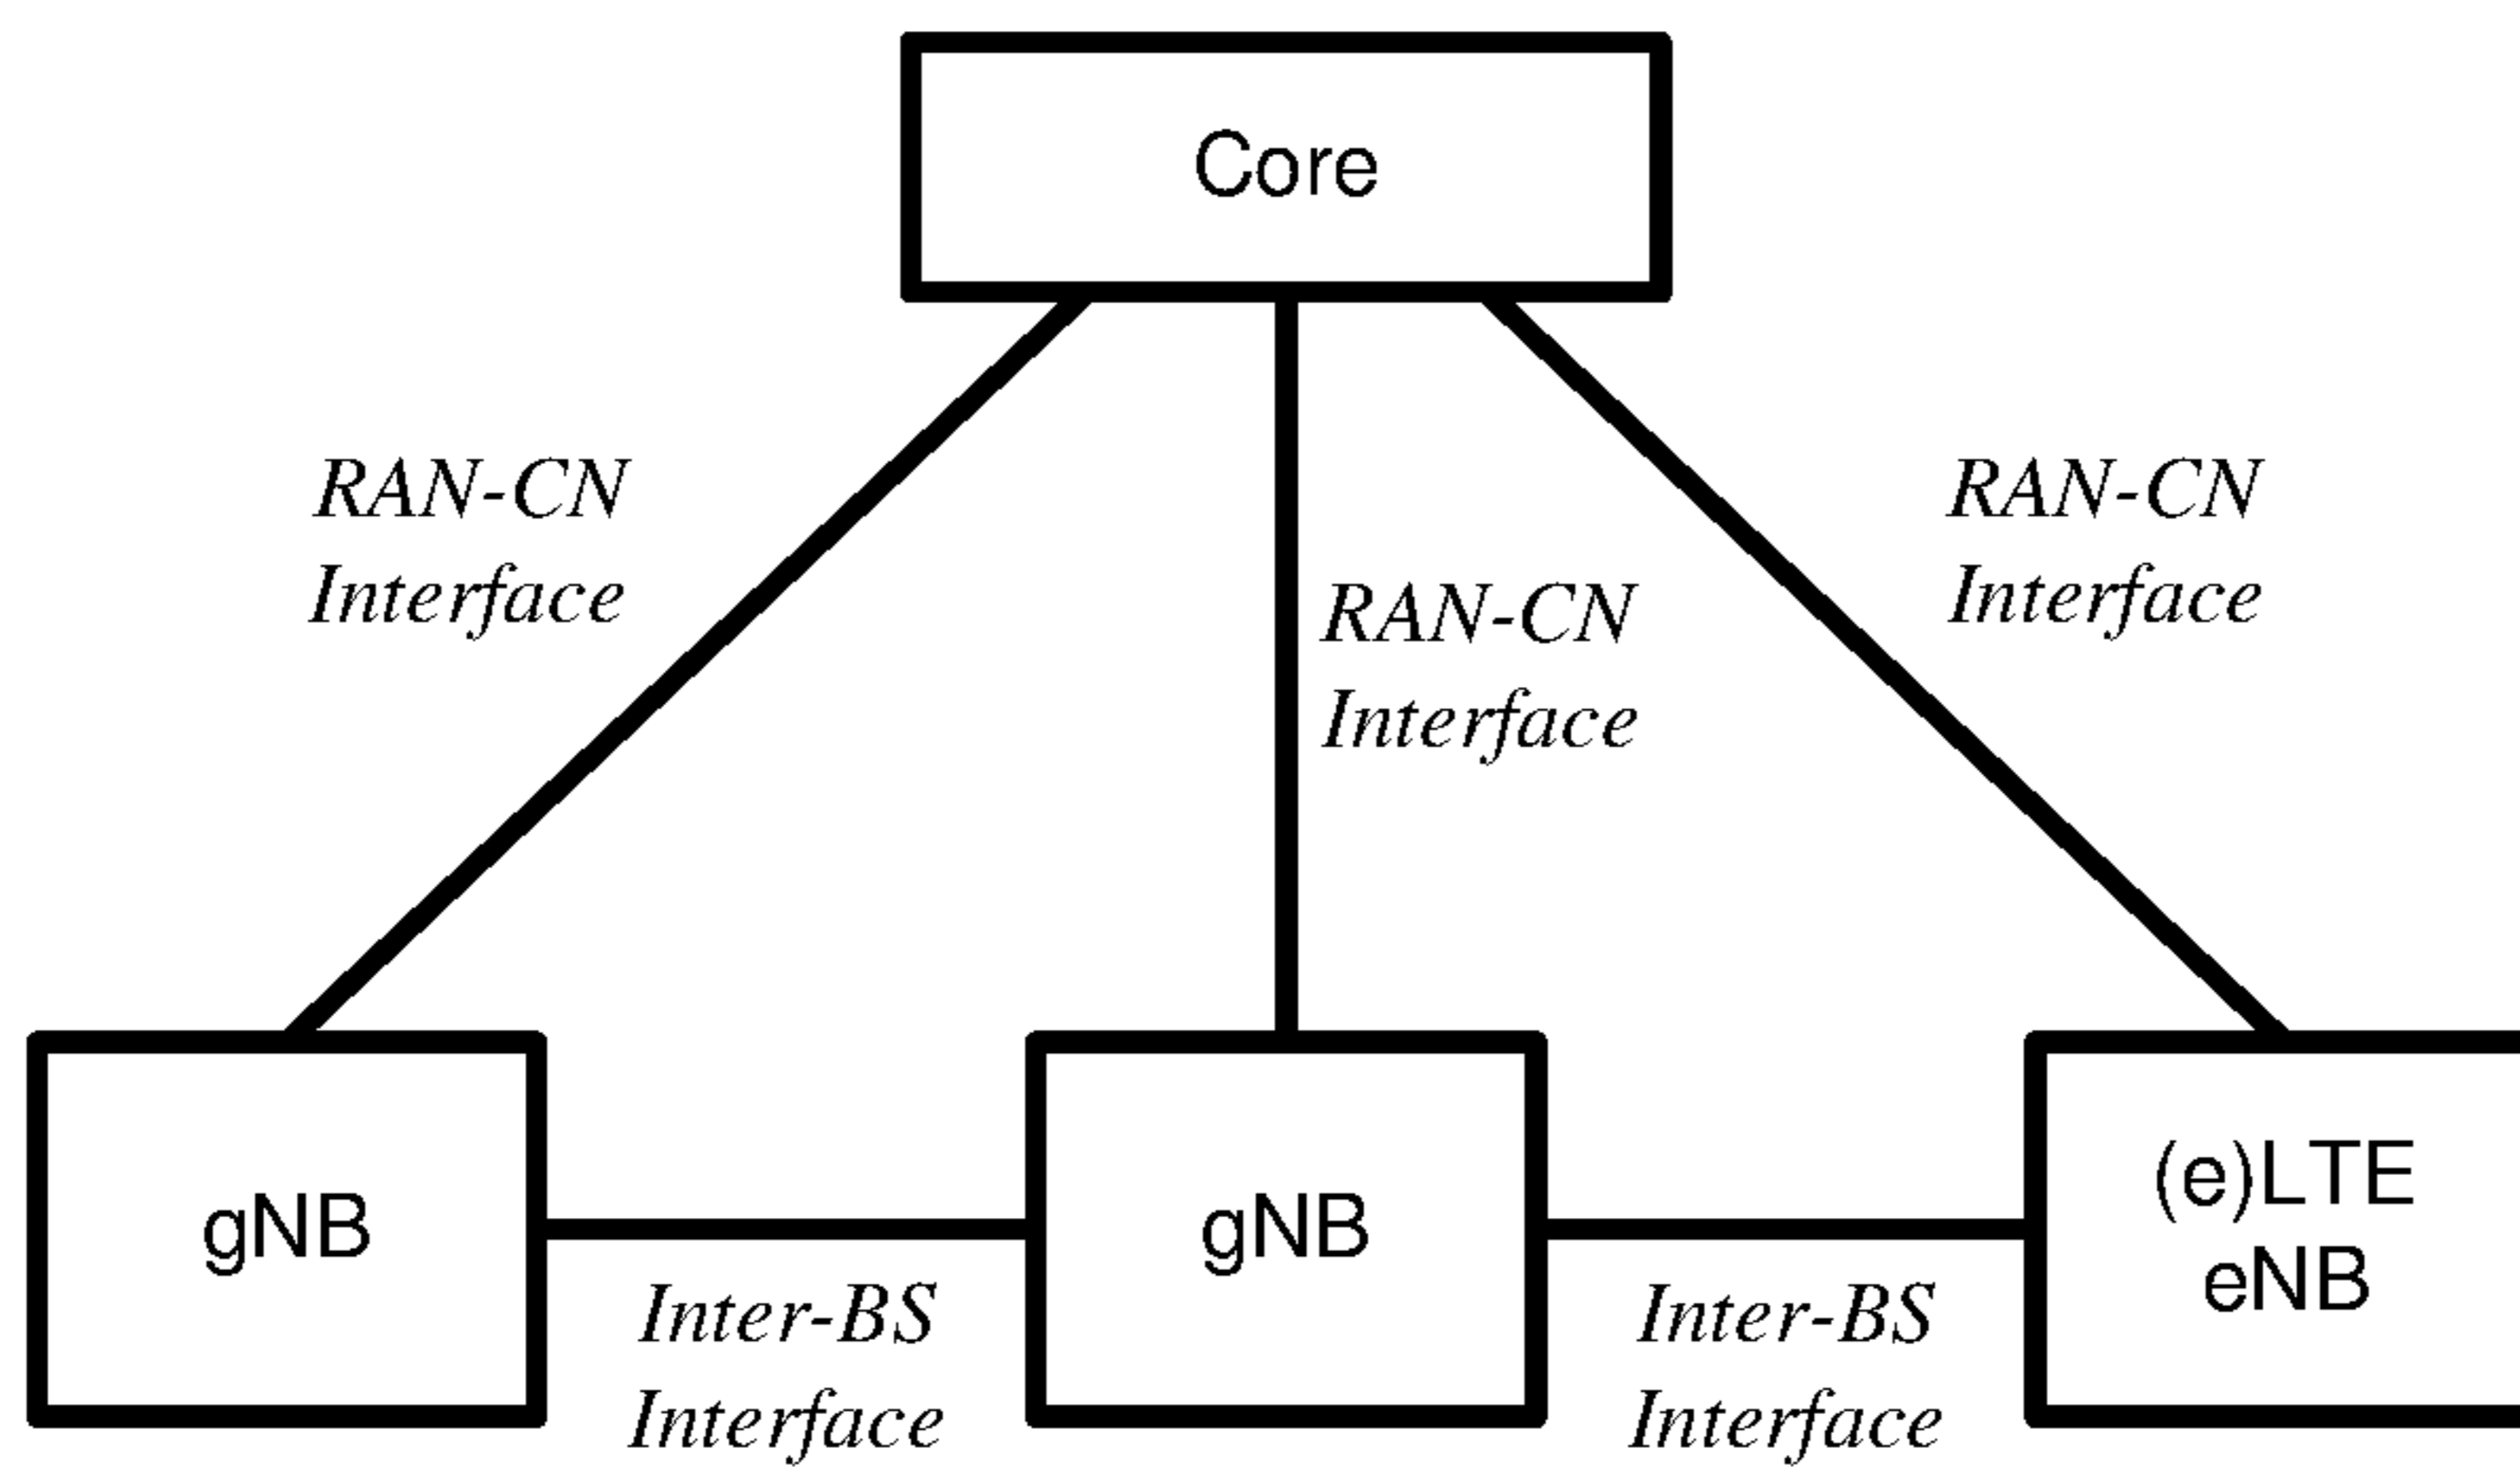 Core
RAN-CN
Interface
RAN-CN
Interface
RAN-CN
Interface
gNB
gNB
(e)LTE
eNB
Inter-BS
Interface
Inter-BS
Interface